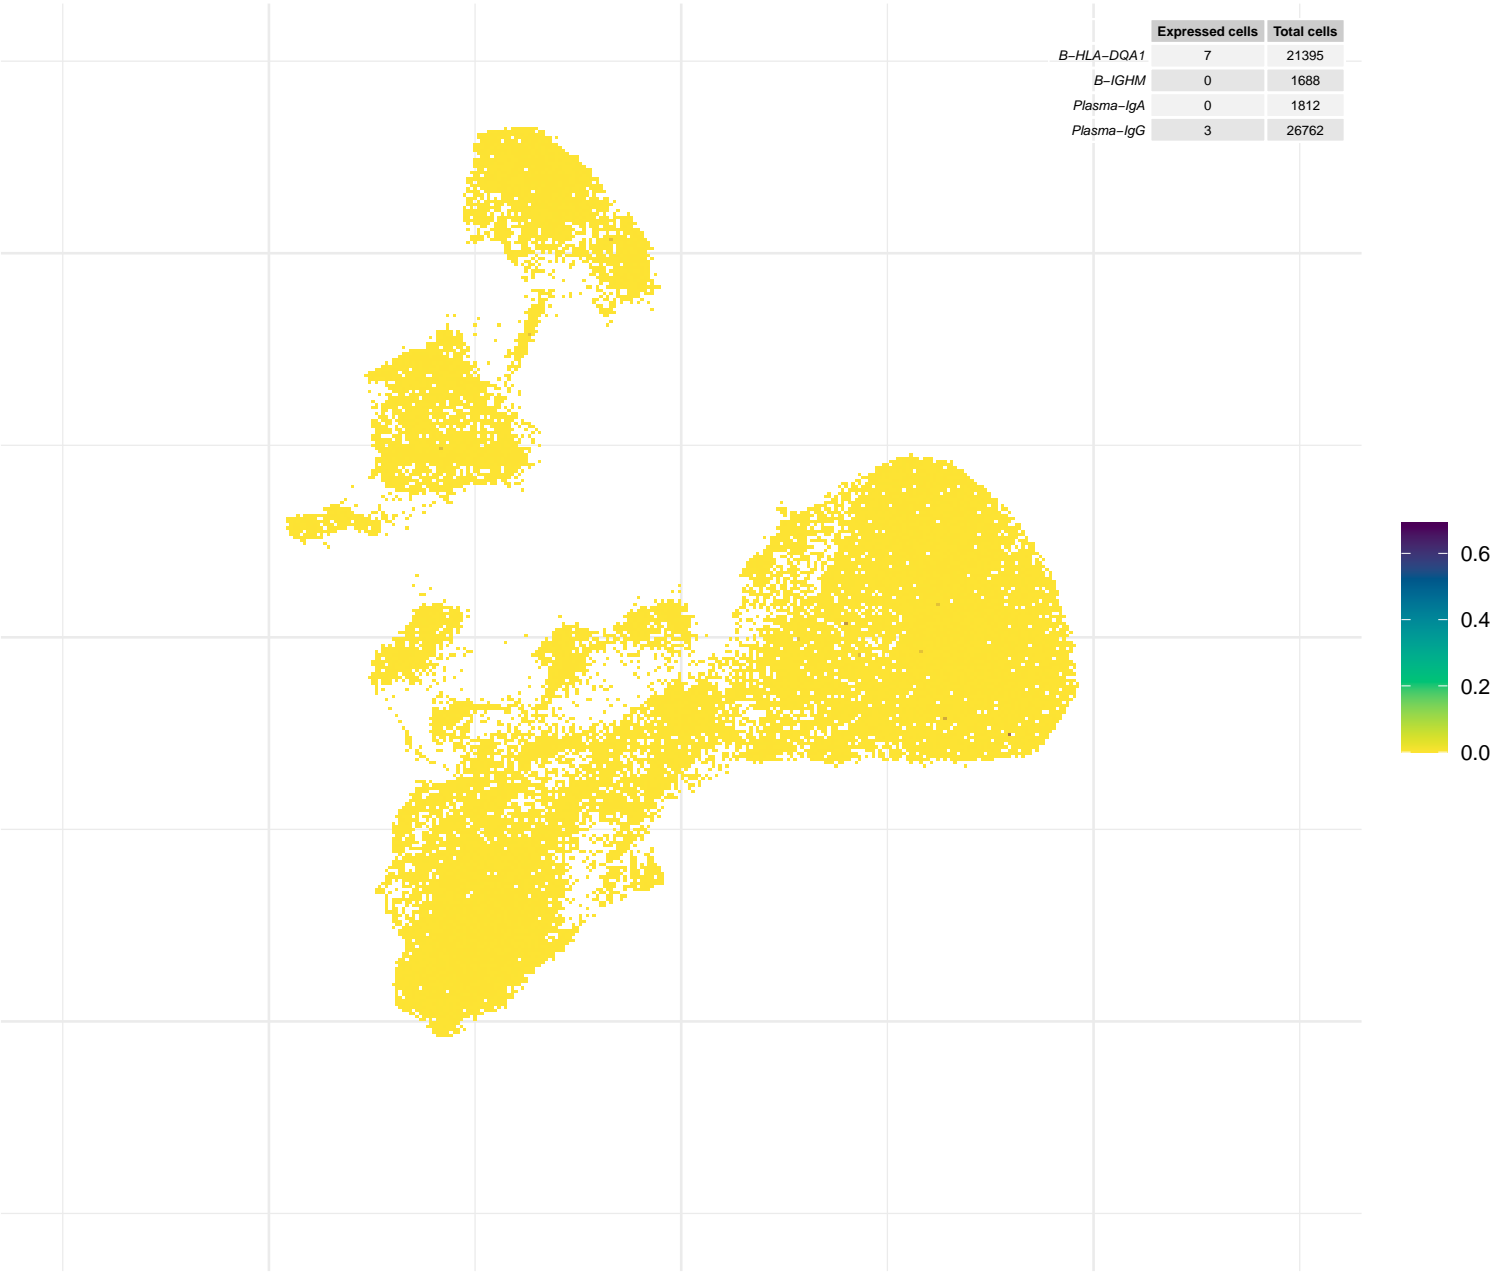 Expressed cells Total cells
B−HLA−DQA1 7 21395
B−IGHM 0 1688
Plasma−IgA 0 1812
Plasma−IgG 3 26762
0.6
0.4
0.2
0.0